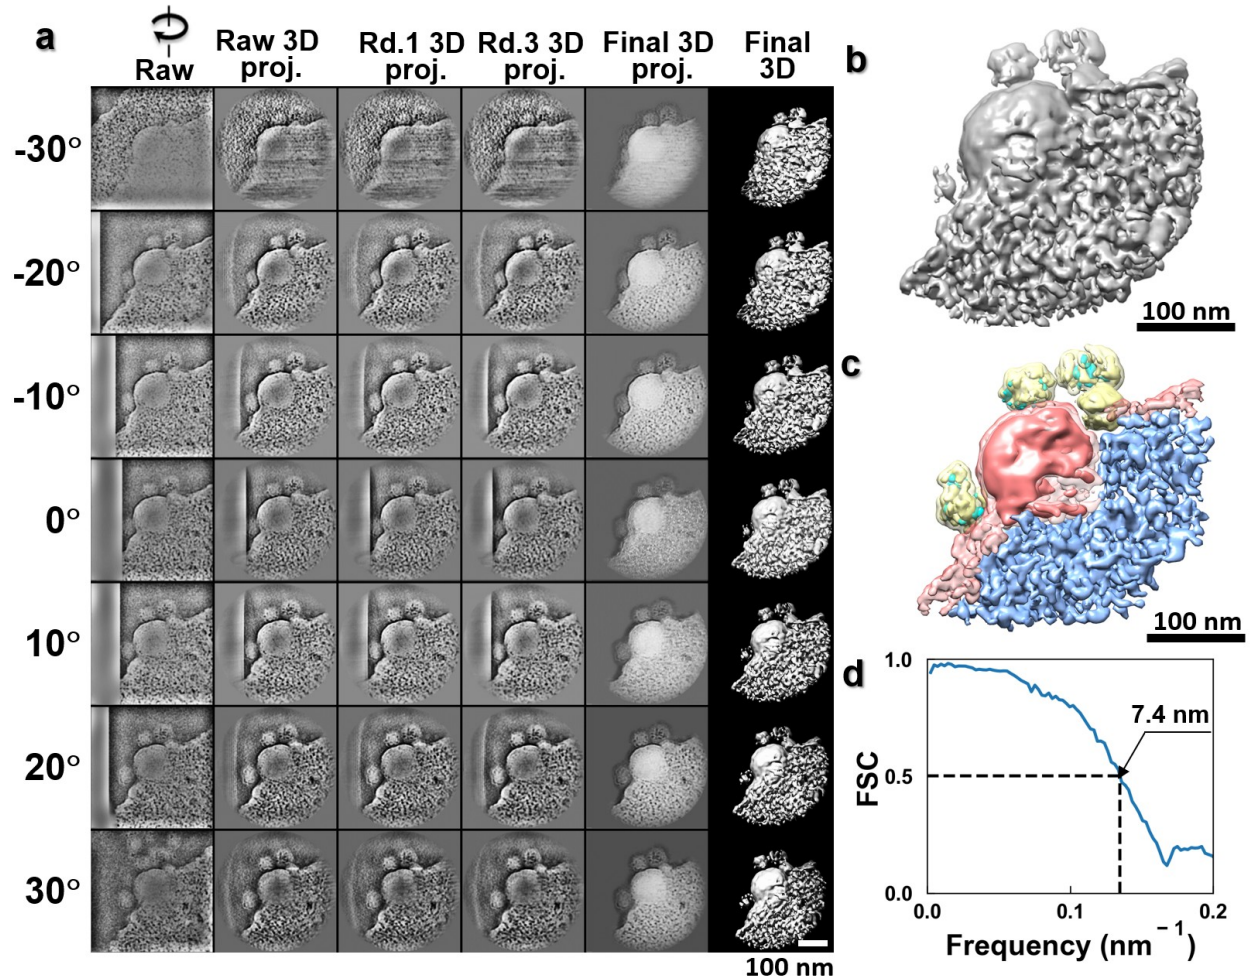 a
Raw
Raw 3D
proj.
Rd.1 3D
proj.
Rd.3 3D
proj.
Final 3D
proj.
Final
3D
-30°
-20°
-10°
0°
10°
20°
30°
100 nm
b
100 nm
c
100 nm
d
1.0
0.5
0.0
FSC
7.4 nm
0.0
0.1
0.2
Frequency (nm⁻¹)